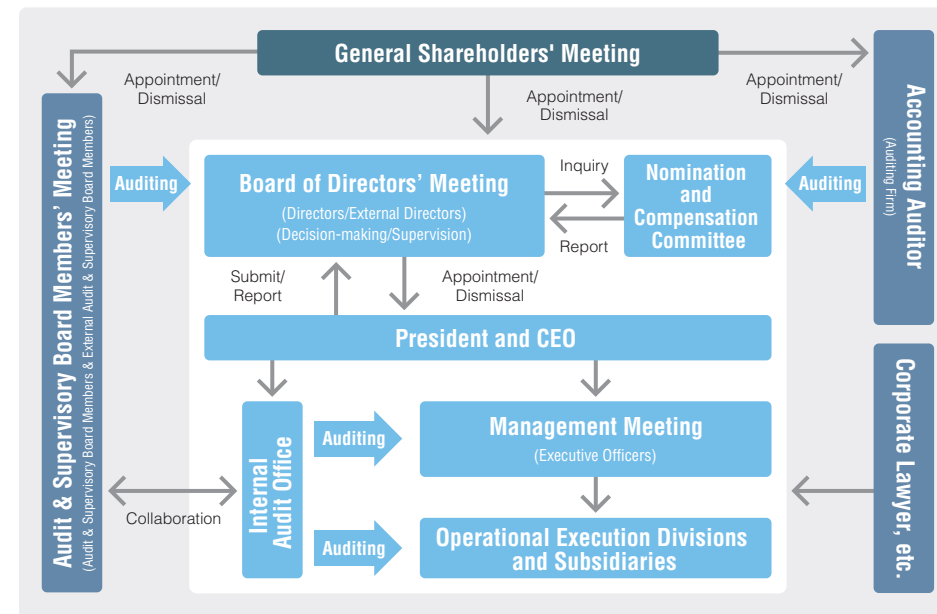 General Shareholders' Meeting
Appointment/
Dismissal
Appointment/
Dismissal
Appointment/
Dismissal
Audit & Supervisory Board Members' Meeting
(Audit & Supervisory Board Members & External Audit & Supervisory Board Members)
Accounting Auditor
(Auditing Firm)
Auditing
Board of Directors' Meeting
(Directors/External Directors)
(Decision-making/Supervision)
Inquiry
Report
Nomination
and
Compensation
Committee
Auditing
Submit/
Report
Appointment/
Dismissal
President and CEO
Internal
Audit Office
Auditing
Management Meeting
(Executive Officers)
Collaboration
Auditing
Operational Execution Divisions
and Subsidiaries
Corporate Lawyer, etc.